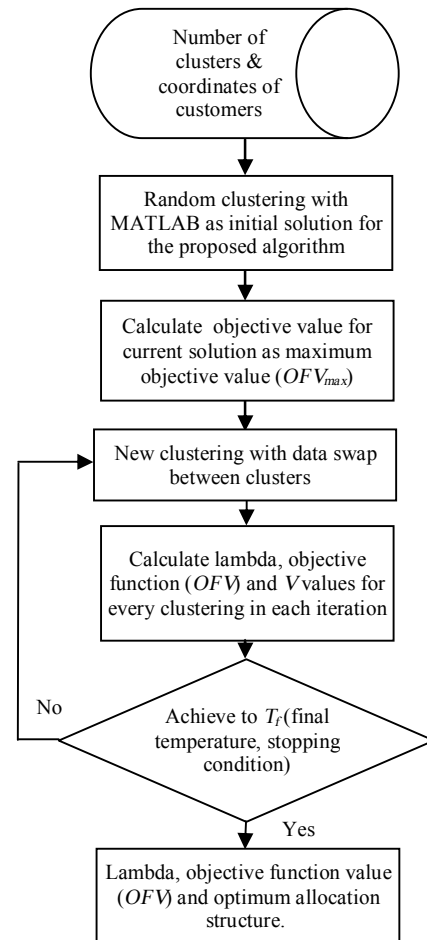 Number of
clusters &
coordinates of
customers
Random clustering with
MATLAB as initial solution for
the proposed algorithm
Calculate objective value for
current solution as maximum
objective value (OFVmax)
New clustering with data swap
between clusters
Calculate lambda, objective
function (OFV) and V values for
every clustering in each iteration
No
Achieve to Tf (final
temperature, stopping
condition)
Yes
Lambda, objective function value
(OFV) and optimum allocation
structure.